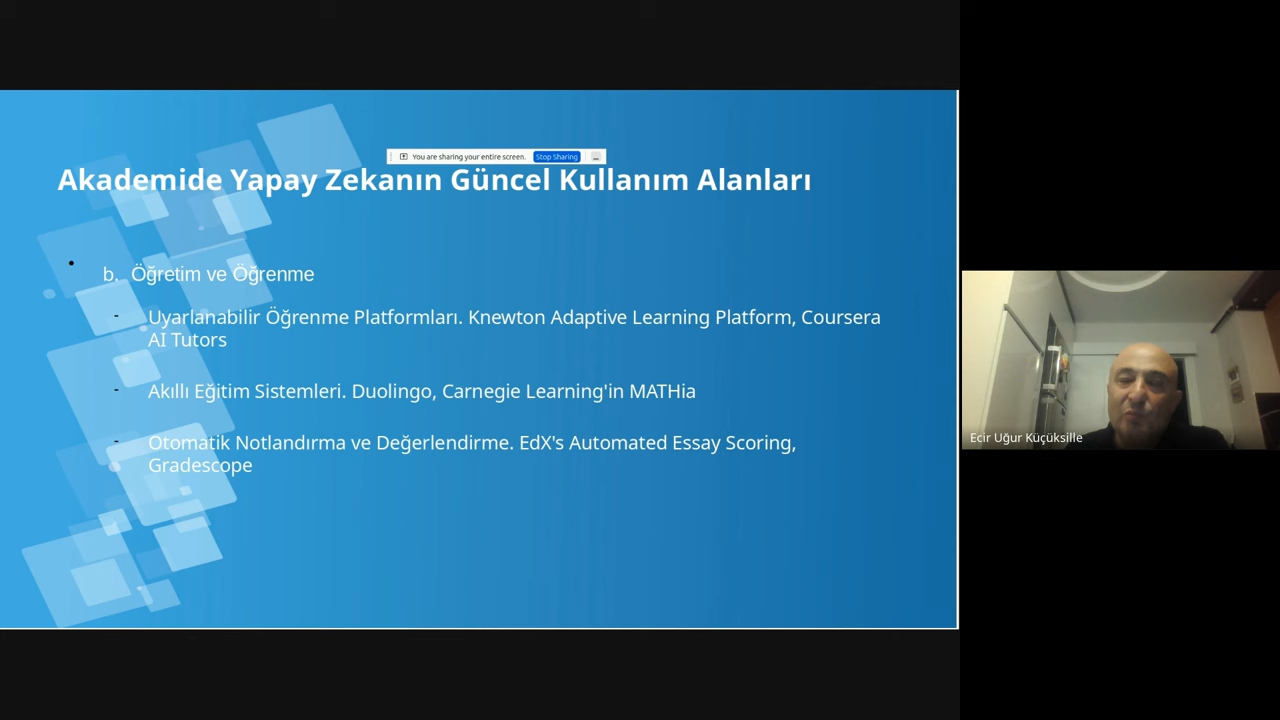 You are sharing your entire screen. Stop Sharing
Akademide Yapay Zekanın Güncel Kullanım Alanları
b. Öğretim ve Öğrenme
- Uyarlanabilir Öğrenme Platformları. Knewton Adaptive Learning Platform, Coursera
AI Tutors
- Akıllı Eğitim Sistemleri. Duolingo, Carnegie Learning'in MATHia
- Otomatik Notlandırma ve Değerlendirme. EdX's Automated Essay Scoring,
Gradescope
Ecir Uğur Küçüksille